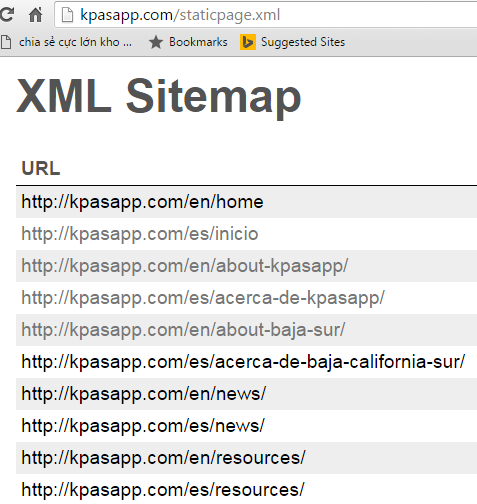 kpasapp.com/staticpage.xml
chia sẻ cực lớn kho ... Bookmarks Suggested Sites
XML Sitemap
URL
http://kpasapp.com/en/home
http://kpasapp.com/es/inicio
http://kpasapp.com/en/about-kpasapp/
http://kpasapp.com/es/acerca-de-kpasapp/
http://kpasapp.com/en/about-baja-sur/
http://kpasapp.com/es/acerca-de-baja-california-sur/
http://kpasapp.com/en/news/
http://kpasapp.com/es/news/
http://kpasapp.com/en/resources/
http://kpasapp.com/es/resources/